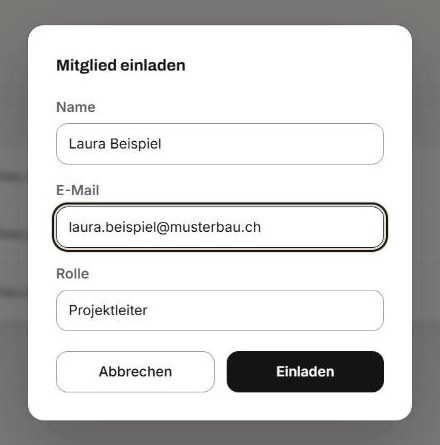 Mitglied einladen
Name
Laura Beispiel
E-Mail
laura.beispiel@musterbau.ch
Rolle
Projektleiter
Abbrechen
Einladen